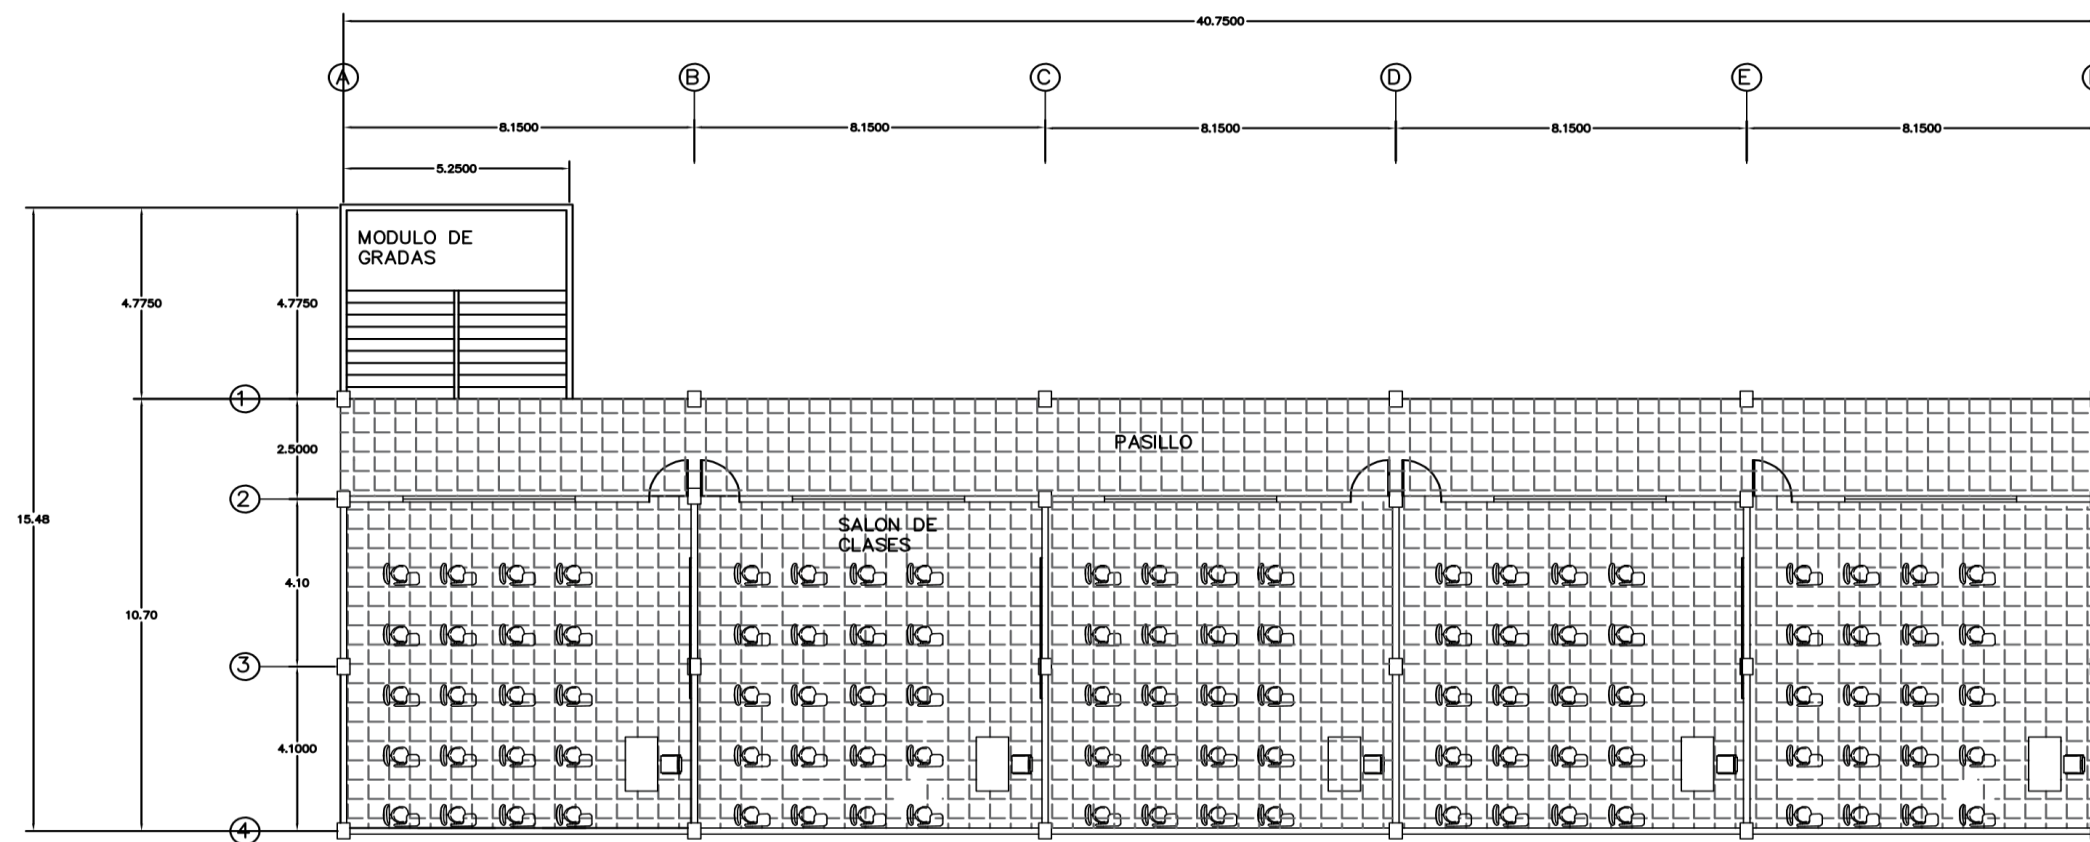 40.7500
A
B
C
D
E
8.1500
8.1500
8.1500
8.1500
8.1500
5.2500
MODULO DE
GRADAS
4.7750
4.7750
1
PASILLO
2.5000
2
15.48
SALON DE
CLASES
4.10
10.70
3
4.1000
4